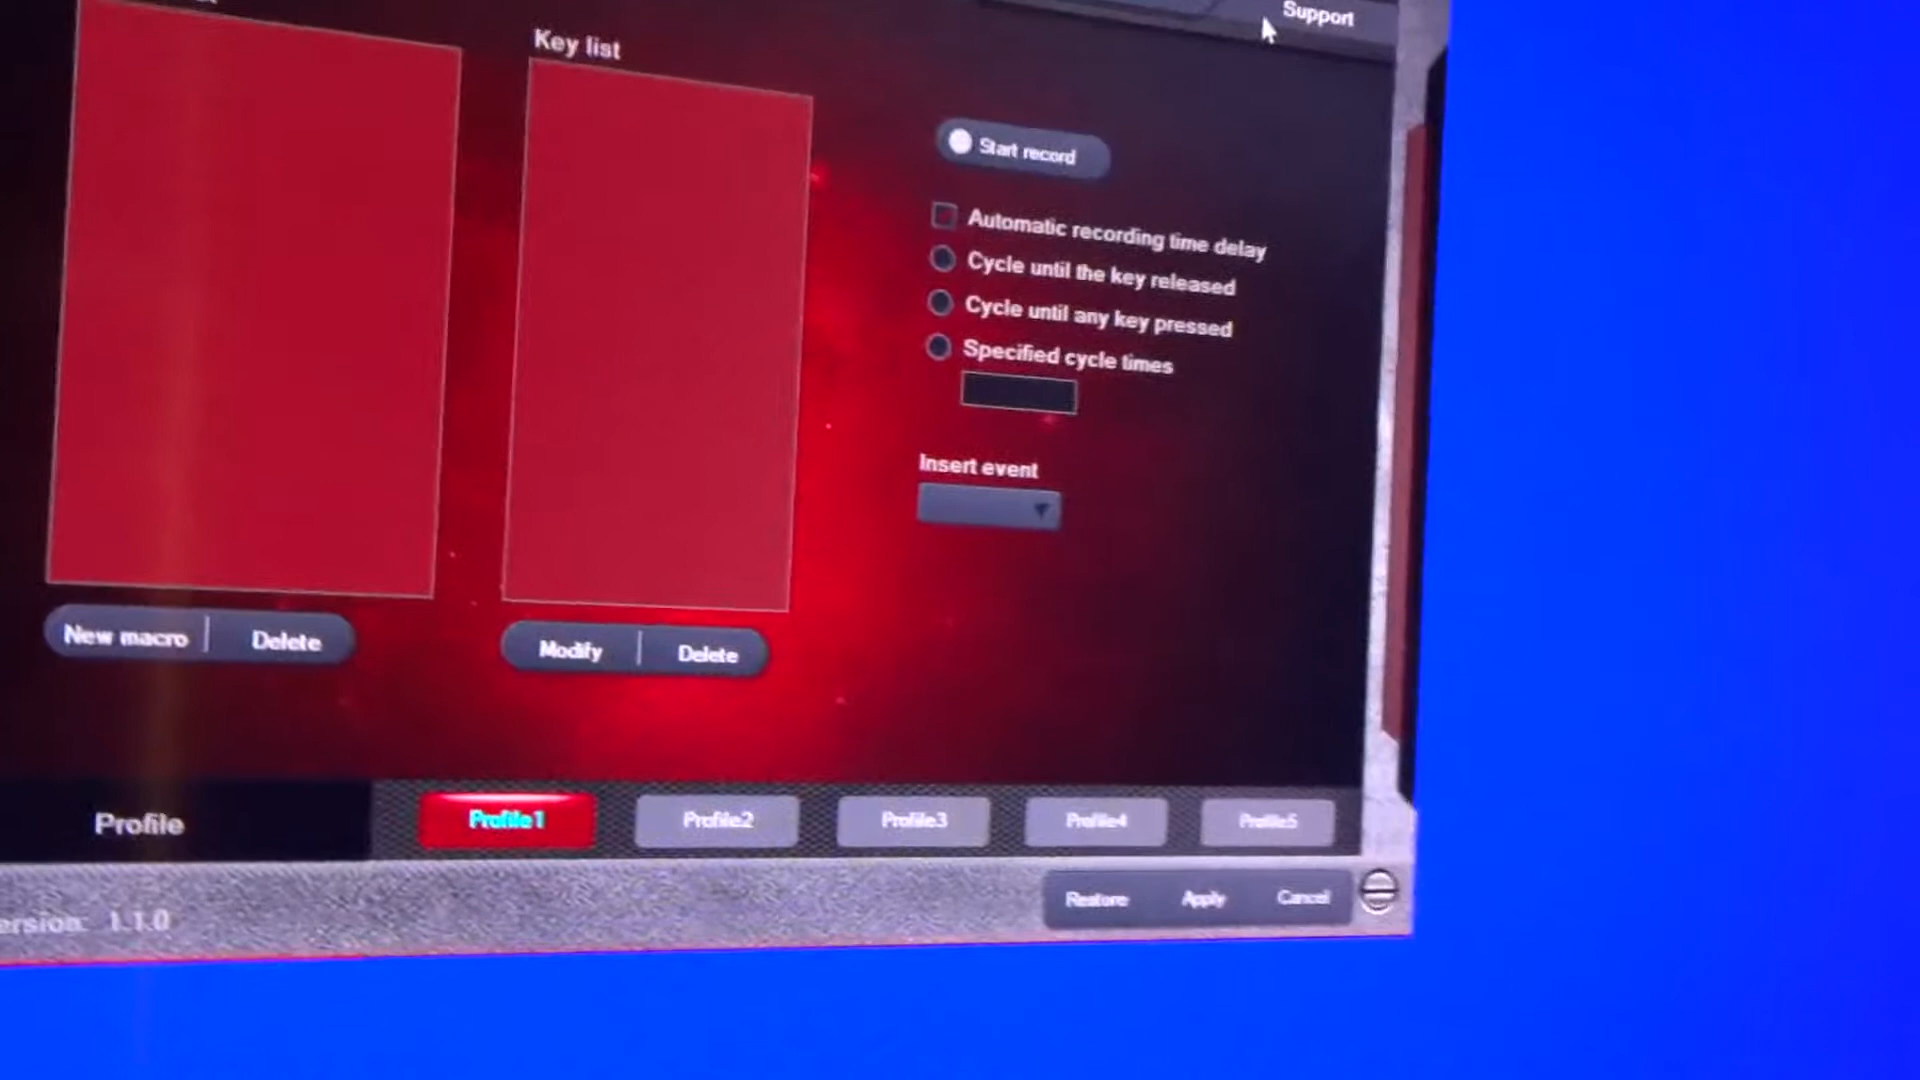 Support
Key list
Start record
Automatic recording time delay
Cycle until the key released
Cycle until any key pressed
Specified cycle times
Insert event
New macro Delete
Modify Delete
Profile Profile1 Profile2 Profile3 Profile4 Profile5
Restore Apply Cancel
ersion: 1.1.0